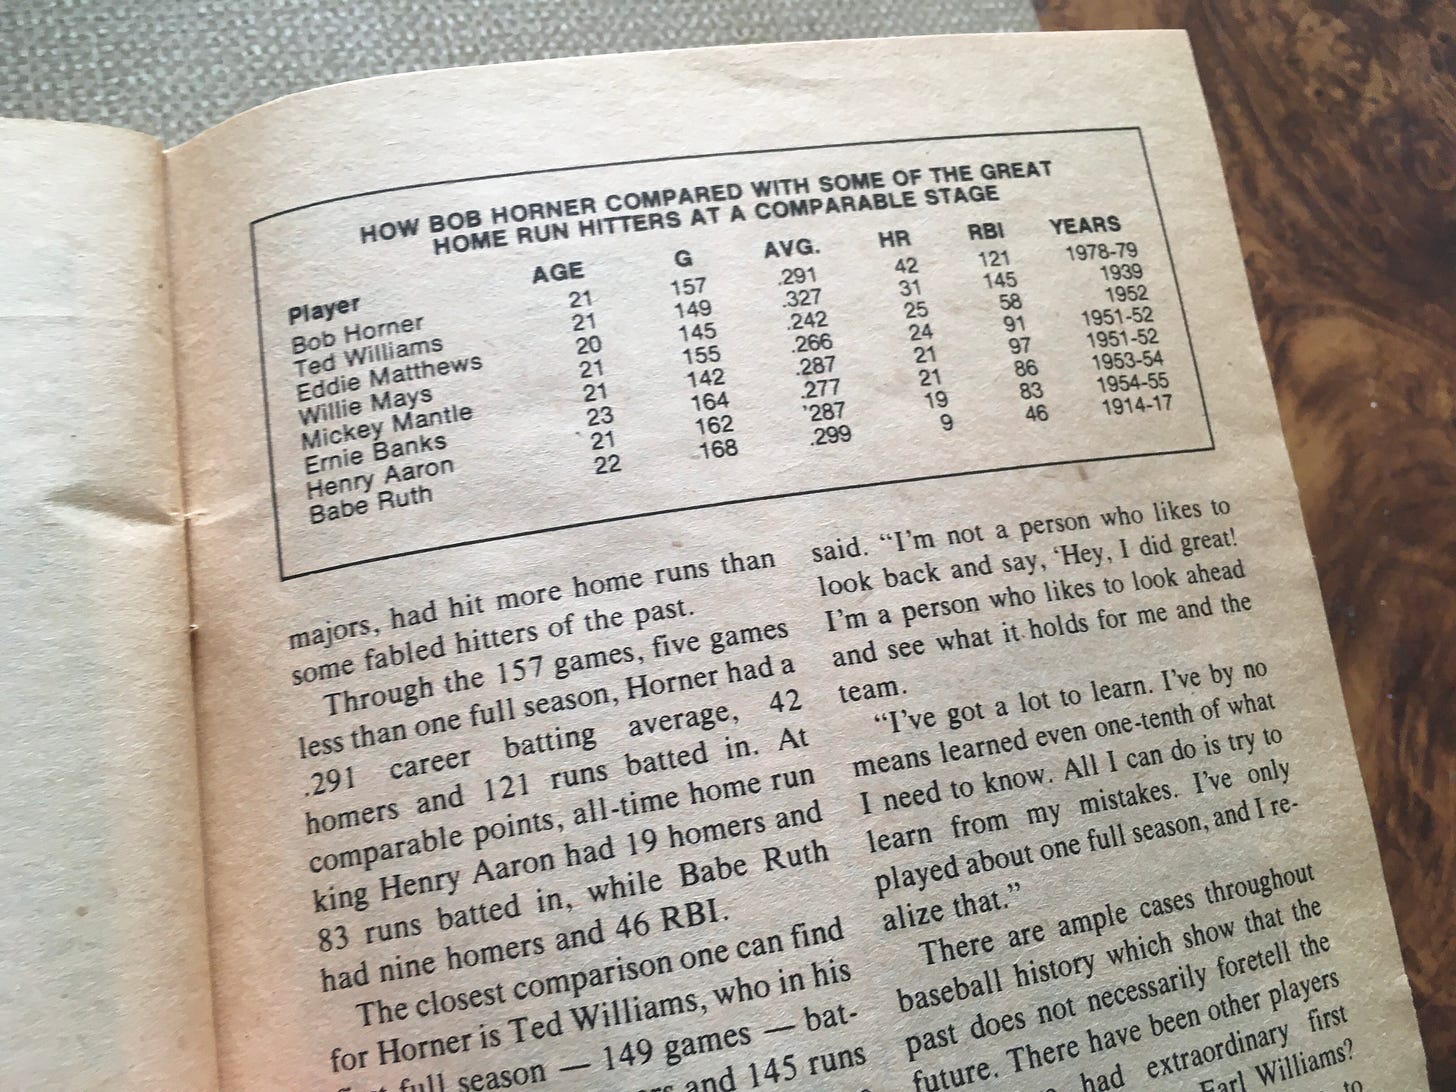 HOW BOB HORNER COMPARED WITH SOME OF THE GREAT
HOME RUN HITTERS AT A COMPARABLE STAGE
Player AGE G AVG. HR RBI YEARS
Bob Horner 21 157 .291 42 121 1978-79
Ted Williams 21 149 .327 31 145 1939
Eddie Matthews 20 145 .242 25 58 1952
Willie Mays 21 155 .266 24 91 1951-52
Mickey Mantle 21 142 .287 21 97 1951-52
Ernie Banks 23 164 .277 21 86 1953-54
Henry Aaron 21 162 '287 19 83 1954-55
Babe Ruth 22 168 .299 9 46 1914-17
majors, had hit more home runs than
some fabled hitters of the past.
Through the 157 games, five games
less than one full season, Horner had a
.291 career batting average, 42
homers and 121 runs batted in. At
comparable points, all-time home run
king Henry Aaron had 19 homers and
83 runs batted in, while Babe Ruth
had nine homers and 46 RBI.
The closest comparison one can find
for Horner is Ted Williams, who in his
full season — 149 games — bat-
and 145 runs
said. “I’m not a person who likes to
look back and say, ‘Hey, I did great!
I’m a person who likes to look ahead
and see what it holds for me and the
team.
“I’ve got a lot to learn. I’ve by no
means learned even one-tenth of what
I need to know. All I can do is try to
learn from my mistakes. I’ve only
played about one full season, and I re-
alize that.”
There are ample cases throughout
baseball history which show that the
past does not necessarily foretell the
future. There have been other players
had extraordinary first
Earl Williams?
to